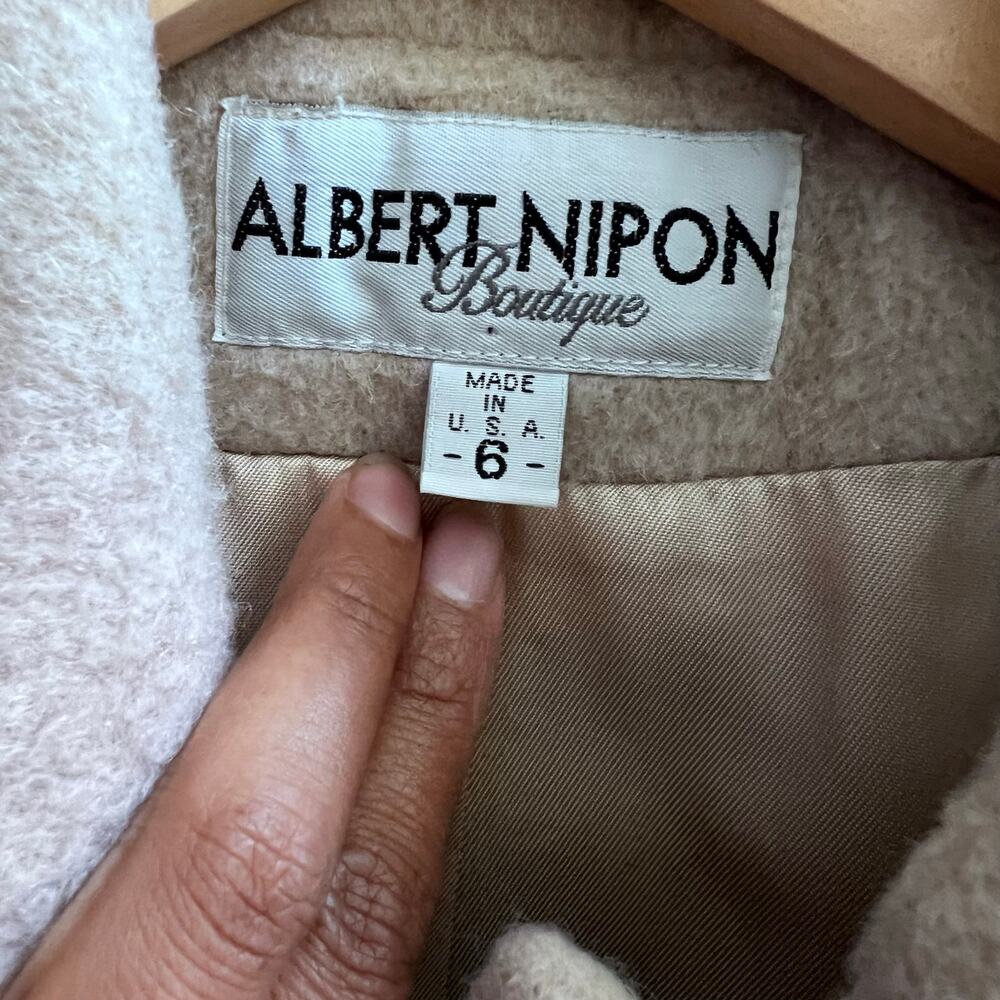 ALBERT NIPON
Boutique
MADE
IN
U. S. A.
- 6 -